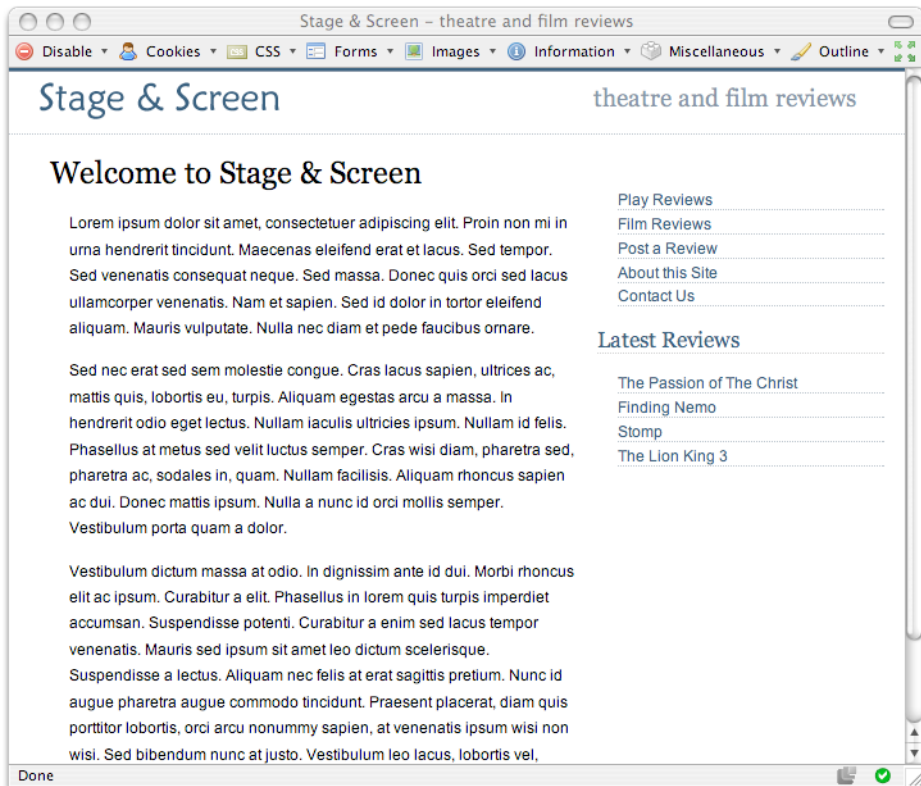 Stage & Screen – theatre and film reviews
Disable Cookies CSS Forms Images Information Miscellaneous Outline
Stage & Screen
theatre and film reviews
Welcome to Stage & Screen
Lorem ipsum dolor sit amet, consectetuer adipiscing elit. Proin non mi in
urna hendrerit tincidunt. Maecenas eleifend erat et lacus. Sed tempor.
Sed venenatis consequat neque. Sed massa. Donec quis orci sed lacus
ullamcorper venenatis. Nam et sapien. Sed id dolor in tortor eleifend
aliquam. Mauris vulputate. Nulla nec diam et pede faucibus ornare.
Sed nec erat sed sem molestie congue. Cras lacus sapien, ultrices ac,
mattis quis, lobortis eu, turpis. Aliquam egestas arcu a massa. In
hendrerit odio eget lectus. Nullam iaculis ultricies ipsum. Nullam id felis.
Phasellus at metus sed velit luctus semper. Cras wisi diam, pharetra sed,
pharetra ac, sodales in, quam. Nullam facilisis. Aliquam rhoncus sapien
ac dui. Donec mattis ipsum. Nulla a nunc id orci mollis semper.
Vestibulum porta quam a dolor.
Vestibulum dictum massa at odio. In dignissim ante id dui. Morbi rhoncus
elit ac ipsum. Curabitur a elit. Phasellus in lorem quis turpis imperdiet
accumsan. Suspendisse potenti. Curabitur a enim sed lacus tempor
venenatis. Mauris sed ipsum sit amet leo dictum scelerisque.
Suspendisse a lectus. Aliquam nec felis at erat sagittis pretium. Nunc id
augue pharetra augue commodo tincidunt. Praesent placerat, diam quis
porttitor lobortis, orci arcu nonummy sapien, at venenatis ipsum wisi non
wisi. Sed bibendum nunc at justo. Vestibulum leo lacus, lobortis vel,
Play Reviews
Film Reviews
Post a Review
About this Site
Contact Us
Latest Reviews
The Passion of The Christ
Finding Nemo
Stomp
The Lion King 3
Done